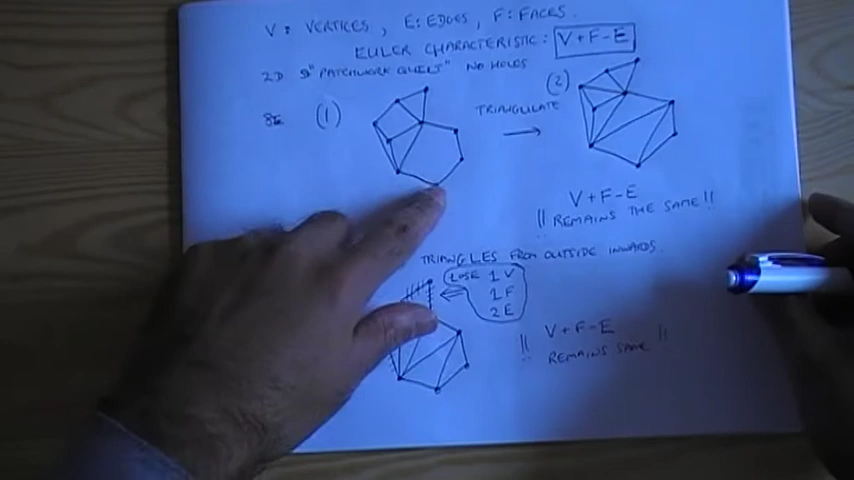 V: VERTICES, E: EDGES, F: FACES.
EULER CHARACTERISTIC: V+F-E
2D "PATCHWORK QUILT" NO HOLES
(1)
TRIANGULATE
(2)
V+F-E
!! REMAINS THE SAME !!
TRIANGLES FROM OUTSIDE INWARDS.
LOSE 1 V
1 F
2 E
V+F-E
!! REMAINS SAME !!